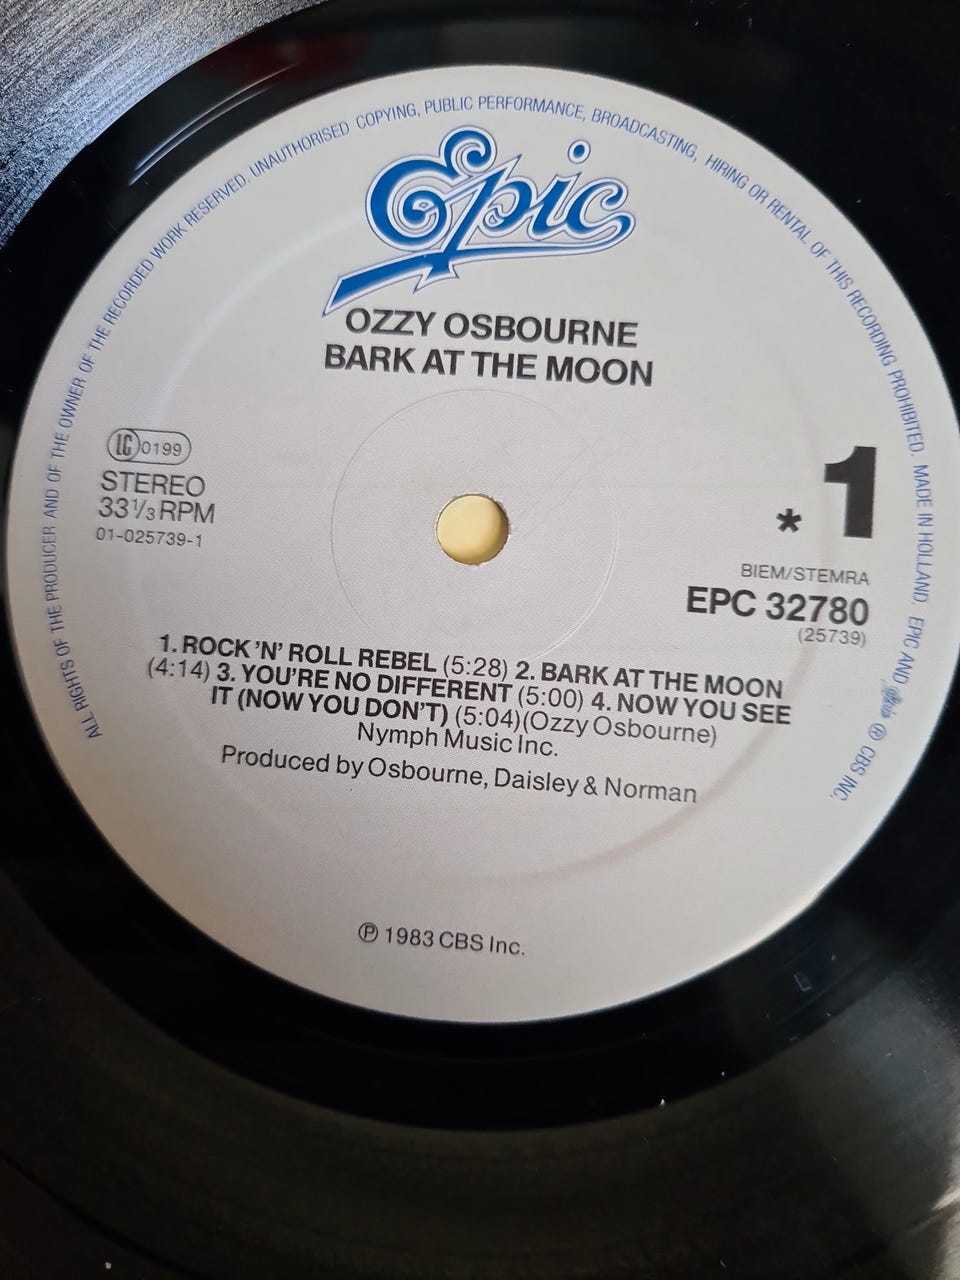 ALL RIGHTS OF THE PRODUCER AND OF THE OWNER OF THE RECORDED WORK RESERVED. UNAUTHORISED COPYING, PUBLIC PERFORMANCE, BROADCASTING, HIRING OR RENTAL OF THIS RECORDING PROHIBITED. MADE IN HOLLAND. EPIC AND Epic ® CBS INC.
Epic
OZZY OSBOURNE
BARK AT THE MOON
LC 0199
STEREO
33⅓ RPM
01-025739-1
* 1
BIEM/STEMRA
EPC 32780
(25739)
1. ROCK 'N' ROLL REBEL (5:28) 2. BARK AT THE MOON
(4:14) 3. YOU'RE NO DIFFERENT (5:00) 4. NOW YOU SEE
IT (NOW YOU DON'T) (5:04) (Ozzy Osbourne)
Nymph Music Inc.
Produced by Osbourne, Daisley & Norman
℗ 1983 CBS Inc.